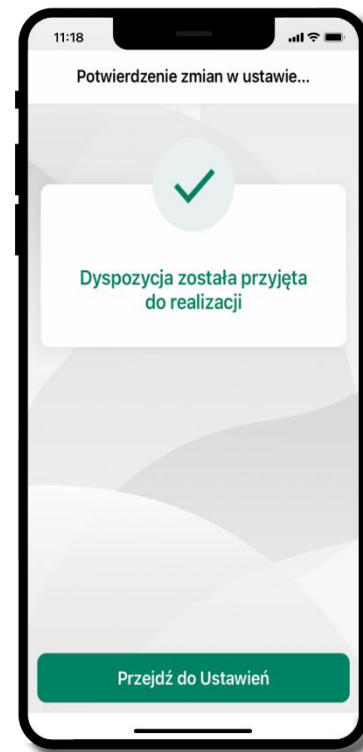 11:18
Potwierdzenie zmian w ustawie...
Dyspozycja została przyjęta
do realizacji
Przejdź do Ustawień